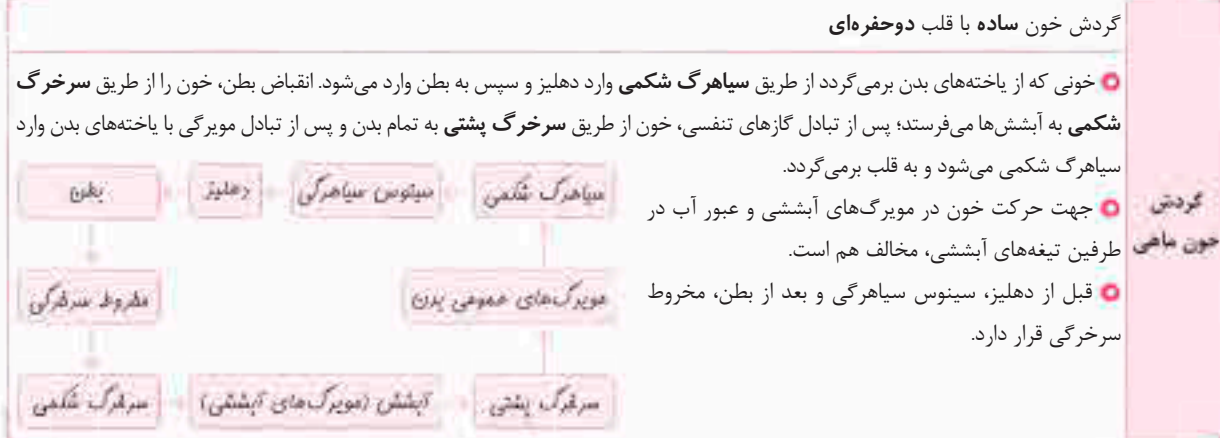 گردش خون ساده با قلب دوحفره‌ای
گردش
خون ماهی
خونی که از یاخته‌های بدن برمی‌گردد از طریق سیاهرگ شکمی وارد دهلیز و سپس به بطن وارد می‌شود. انقباض بطن، خون را از طریق سرخرگ
شکمی به آبشش‌ها می‌فرستد؛ پس از تبادل گازهای تنفسی، خون از طریق سرخرگ پشتی به تمام بدن و پس از تبادل مویرگی با یاخته‌های بدن وارد
سیاهرگ شکمی می‌شود و به قلب برمی‌گردد.
جهت حرکت خون در مویرگ‌های آبششی و عبور آب در
طرفین تیغه‌های آبششی، مخالف هم است.
قبل از دهلیز، سینوس سیاهرگی و بعد از بطن، مخروط
سرخرگی قرار دارد.
سیاهرگ شکمی
سینوس سیاهرگی
دهلیز
بطن
مویرگ‌های عمومی بدن
مخروط سرخرگی
سرخرگ پشتی
آبشش (مویرگ‌های آبششی)
سرخرگ شکمی